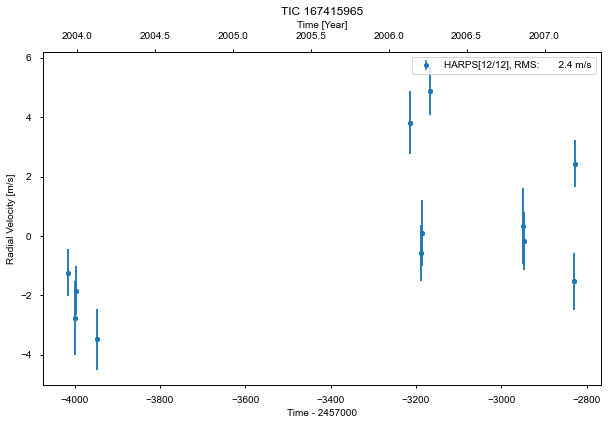 TIC 167415965
Time [Year]
2004.0 2004.5 2005.0 2005.5 2006.0 2006.5 2007.0
HARPS[12/12], RMS: 2.4 m/s
6
4
2
0
−2
−4
Radial Velocity [m/s]
−4000 −3800 −3600 −3400 −3200 −3000 −2800
Time - 2457000